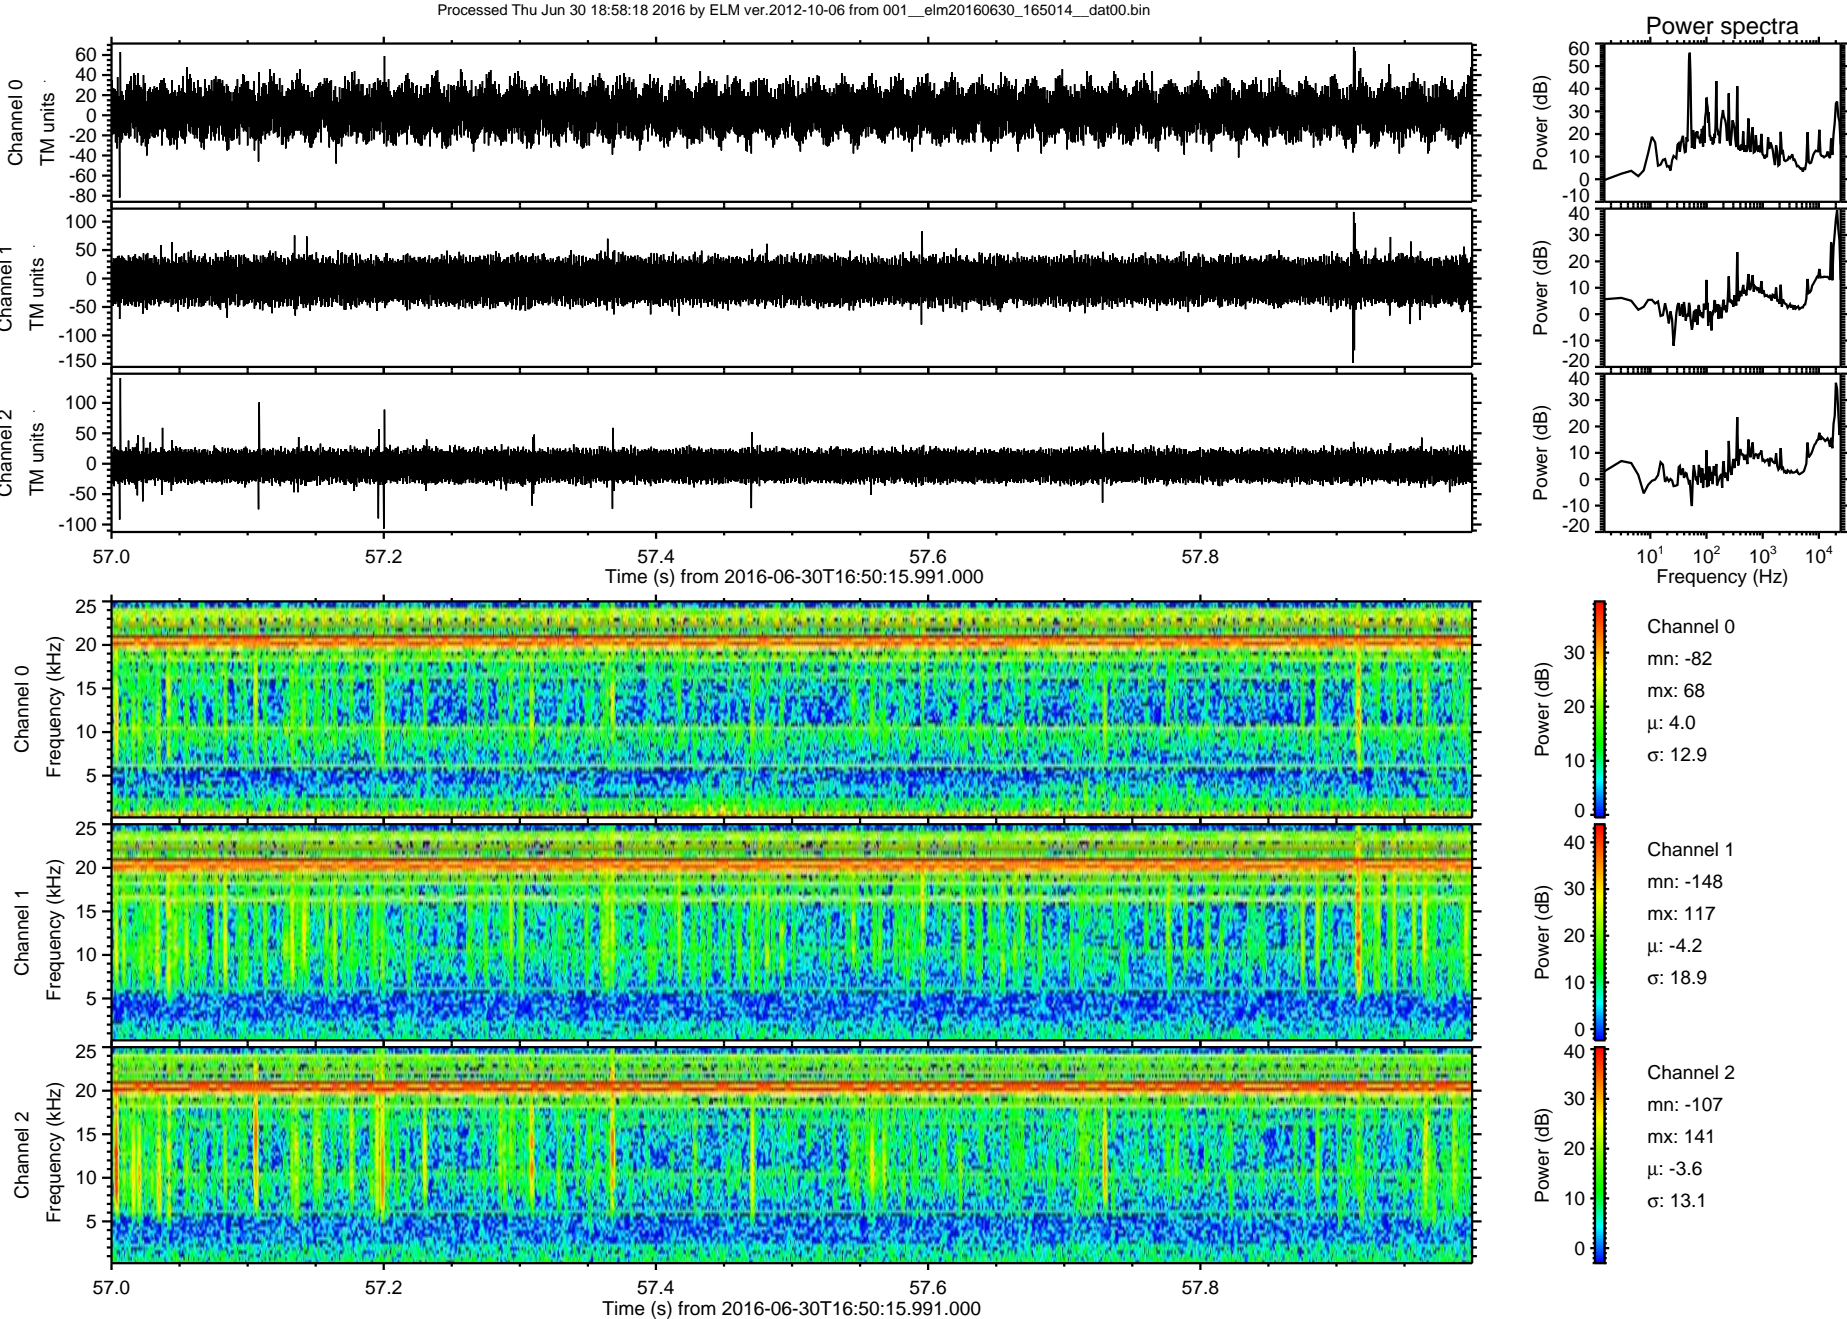 Processed Thu Jun 30 18:58:18 2016 by ELM ver.2012-10-06 from 001__elm20160630_165014__dat00.bin
Power spectra
Channel 0
TM units
60
40
20
0
-20
-40
-60
-80
Power (dB)
60
50
40
30
20
10
0
-10
Channel 1
TM units
100
50
0
-50
-100
-150
Power (dB)
40
30
20
10
0
-10
-20
Channel 2
TM units
100
50
0
-50
-100
Power (dB)
40
30
20
10
0
-10
-20
57.0 57.2 57.4 57.6 57.8
Time (s) from 2016-06-30T16:50:15.991.000
10^1 10^2 10^3 10^4
Frequency (Hz)
Channel 0
Frequency (kHz)
25
20
15
10
5
Power (dB)
30
20
10
0
Channel 0
mn: -82
mx: 68
μ: 4.0
σ: 12.9
Channel 1
Frequency (kHz)
25
20
15
10
5
Power (dB)
40
30
20
10
0
Channel 1
mn: -148
mx: 117
μ: -4.2
σ: 18.9
Channel 2
Frequency (kHz)
25
20
15
10
5
Power (dB)
40
30
20
10
0
Channel 2
mn: -107
mx: 141
μ: -3.6
σ: 13.1
57.0 57.2 57.4 57.6 57.8
Time (s) from 2016-06-30T16:50:15.991.000